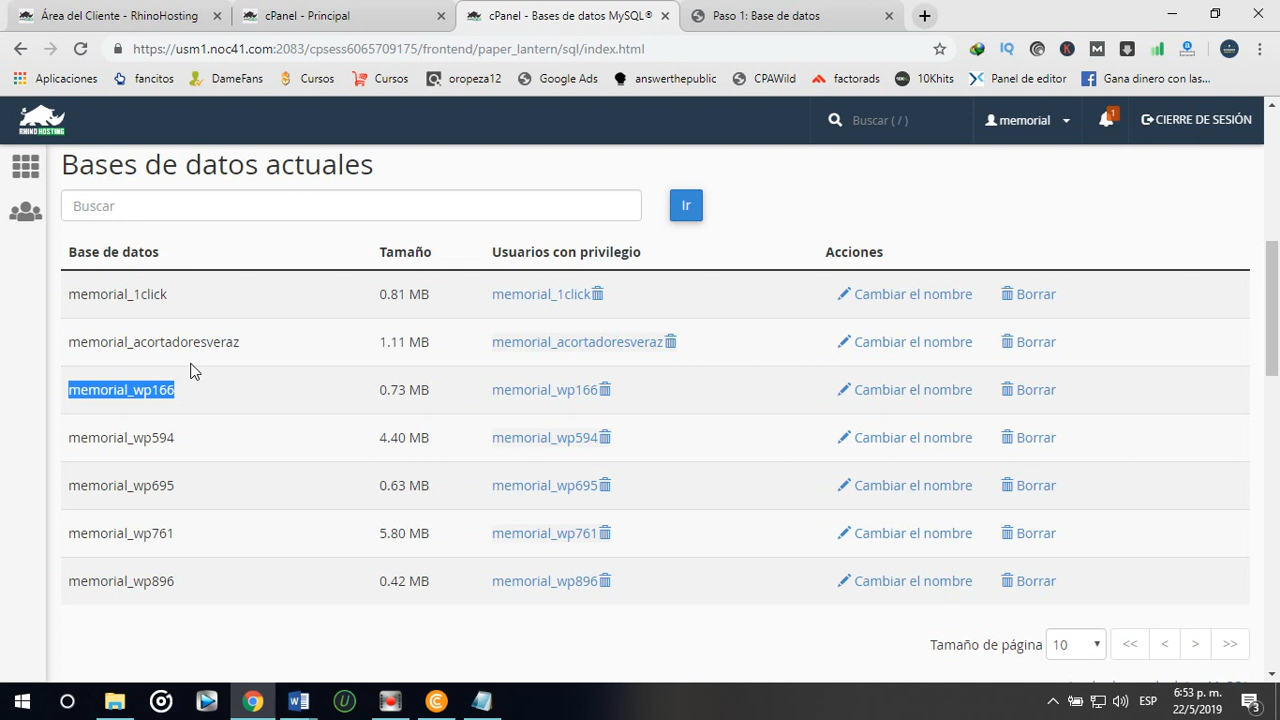 Área del Cliente - RhinoHosting
cPanel - Principal
cPanel - Bases de datos MySQL®
Paso 1: Base de datos
https://usm1.noc41.com:2083/cpsess6065709175/frontend/paper_lantern/sql/index.html
Aplicaciones
fancitos
DameFans
Cursos
Cursos
oropeza12
Google Ads
answerthepublic
CPAWild
factorads
10Khits
Panel de editor
Gana dinero con las...
RHINOHOSTING
Buscar ( / )
memorial
1
CIERRE DE SESIÓN
Bases de datos actuales
Buscar
Ir
Base de datos Tamaño Usuarios con privilegio Acciones
memorial_1click 0.81 MB memorial_1click Cambiar el nombre Borrar
memorial_acortadoresveraz 1.11 MB memorial_acortadoresveraz Cambiar el nombre Borrar
memorial_wp166 0.73 MB memorial_wp166 Cambiar el nombre Borrar
memorial_wp594 4.40 MB memorial_wp594 Cambiar el nombre Borrar
memorial_wp695 0.63 MB memorial_wp695 Cambiar el nombre Borrar
memorial_wp761 5.80 MB memorial_wp761 Cambiar el nombre Borrar
memorial_wp896 0.42 MB memorial_wp896 Cambiar el nombre Borrar
Tamaño de página 10 << < > >>
ESP
6:53 p. m.
22/5/2019
3